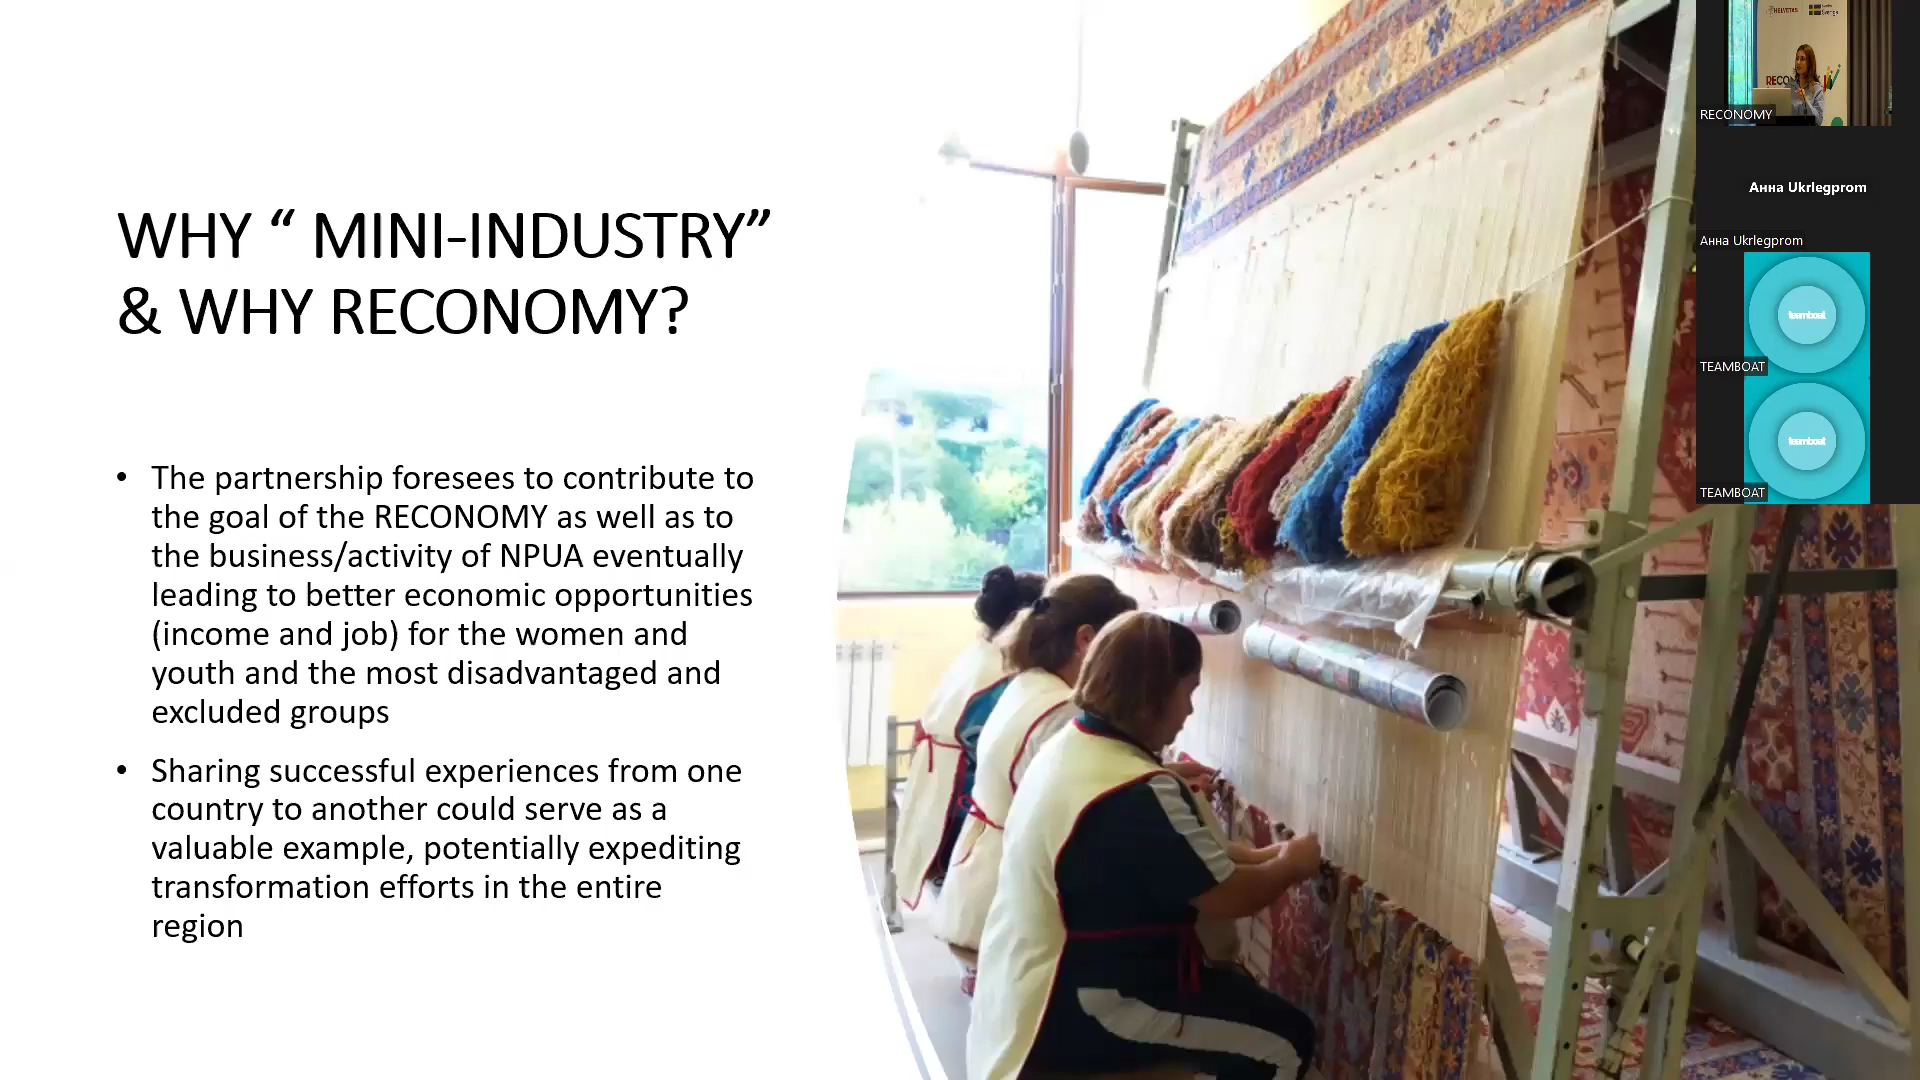 WHY “ MINI-INDUSTRY”
& WHY RECONOMY?
• The partnership foresees to contribute to
the goal of the RECONOMY as well as to
the business/activity of NPUA eventually
leading to better economic opportunities
(income and job) for the women and
youth and the most disadvantaged and
excluded groups
• Sharing successful experiences from one
country to another could serve as a
valuable example, potentially expediting
transformation efforts in the entire
region
HELVETAS
Sverige
RECONOMY
Анна Ukrlegprom
Анна Ukrlegprom
teamboat
TEAMBOAT
teamboat
TEAMBOAT